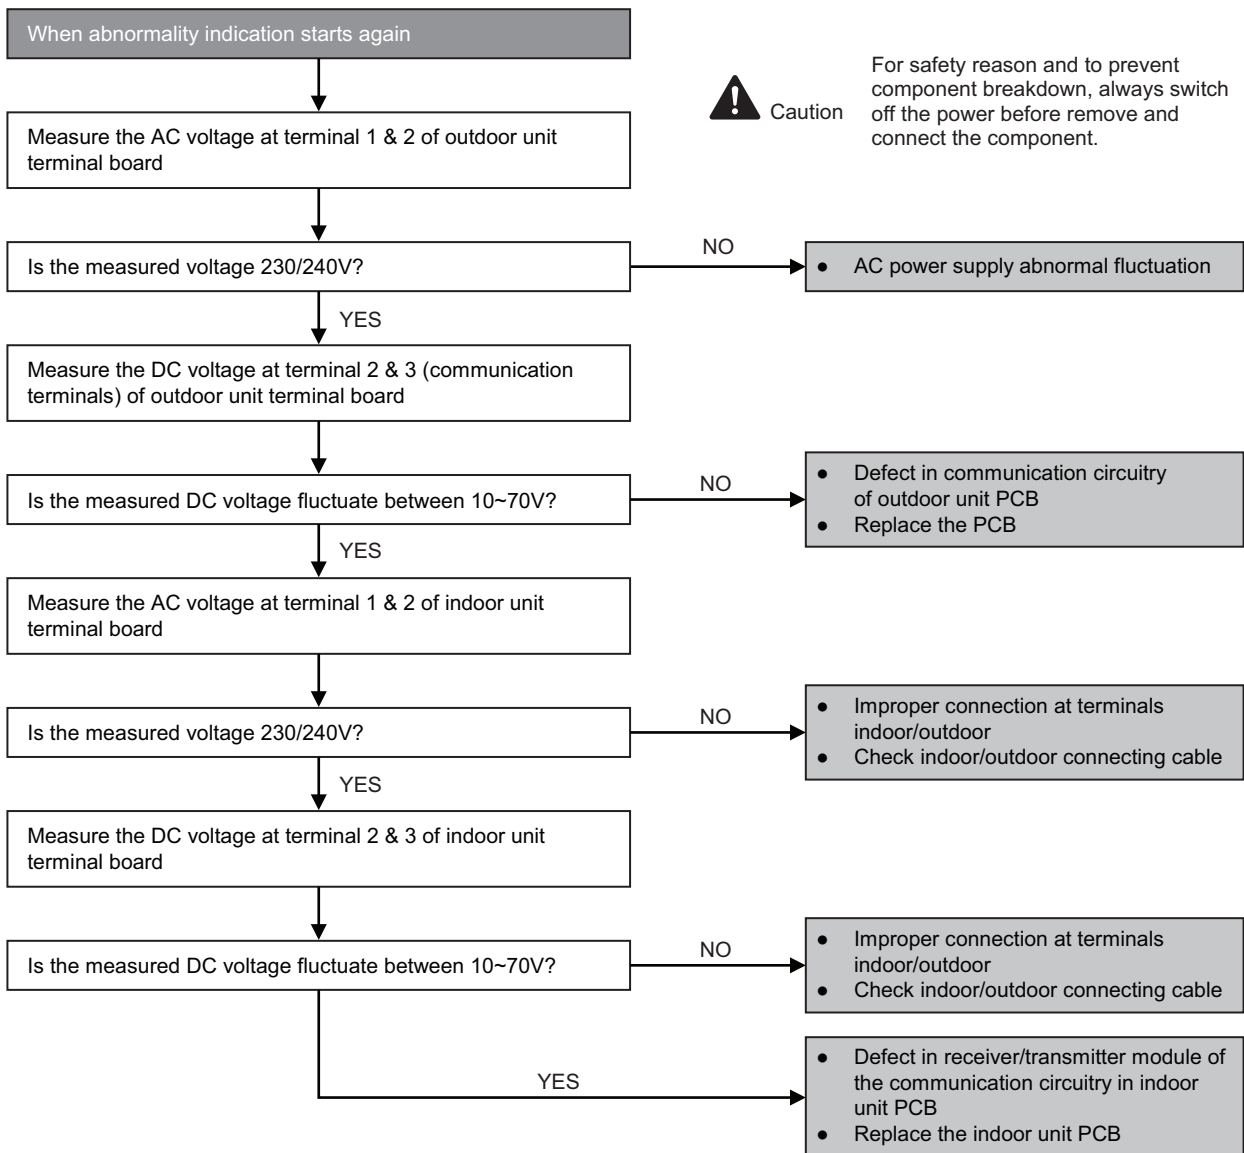 When abnormality indication starts again
Caution
For safety reason and to prevent
component breakdown, always switch
off the power before remove and
connect the component.
Measure the AC voltage at terminal 1 & 2 of outdoor unit
terminal board
Is the measured voltage 230/240V?
NO
● AC power supply abnormal fluctuation
YES
Measure the DC voltage at terminal 2 & 3 (communication
terminals) of outdoor unit terminal board
Is the measured DC voltage fluctuate between 10~70V?
NO
● Defect in communication circuitry
of outdoor unit PCB
● Replace the PCB
YES
Measure the AC voltage at terminal 1 & 2 of indoor unit
terminal board
Is the measured voltage 230/240V?
NO
● Improper connection at terminals
indoor/outdoor
● Check indoor/outdoor connecting cable
YES
Measure the DC voltage at terminal 2 & 3 of indoor unit
terminal board
Is the measured DC voltage fluctuate between 10~70V?
NO
● Improper connection at terminals
indoor/outdoor
● Check indoor/outdoor connecting cable
YES
● Defect in receiver/transmitter module of
the communication circuitry in indoor
unit PCB
● Replace the indoor unit PCB